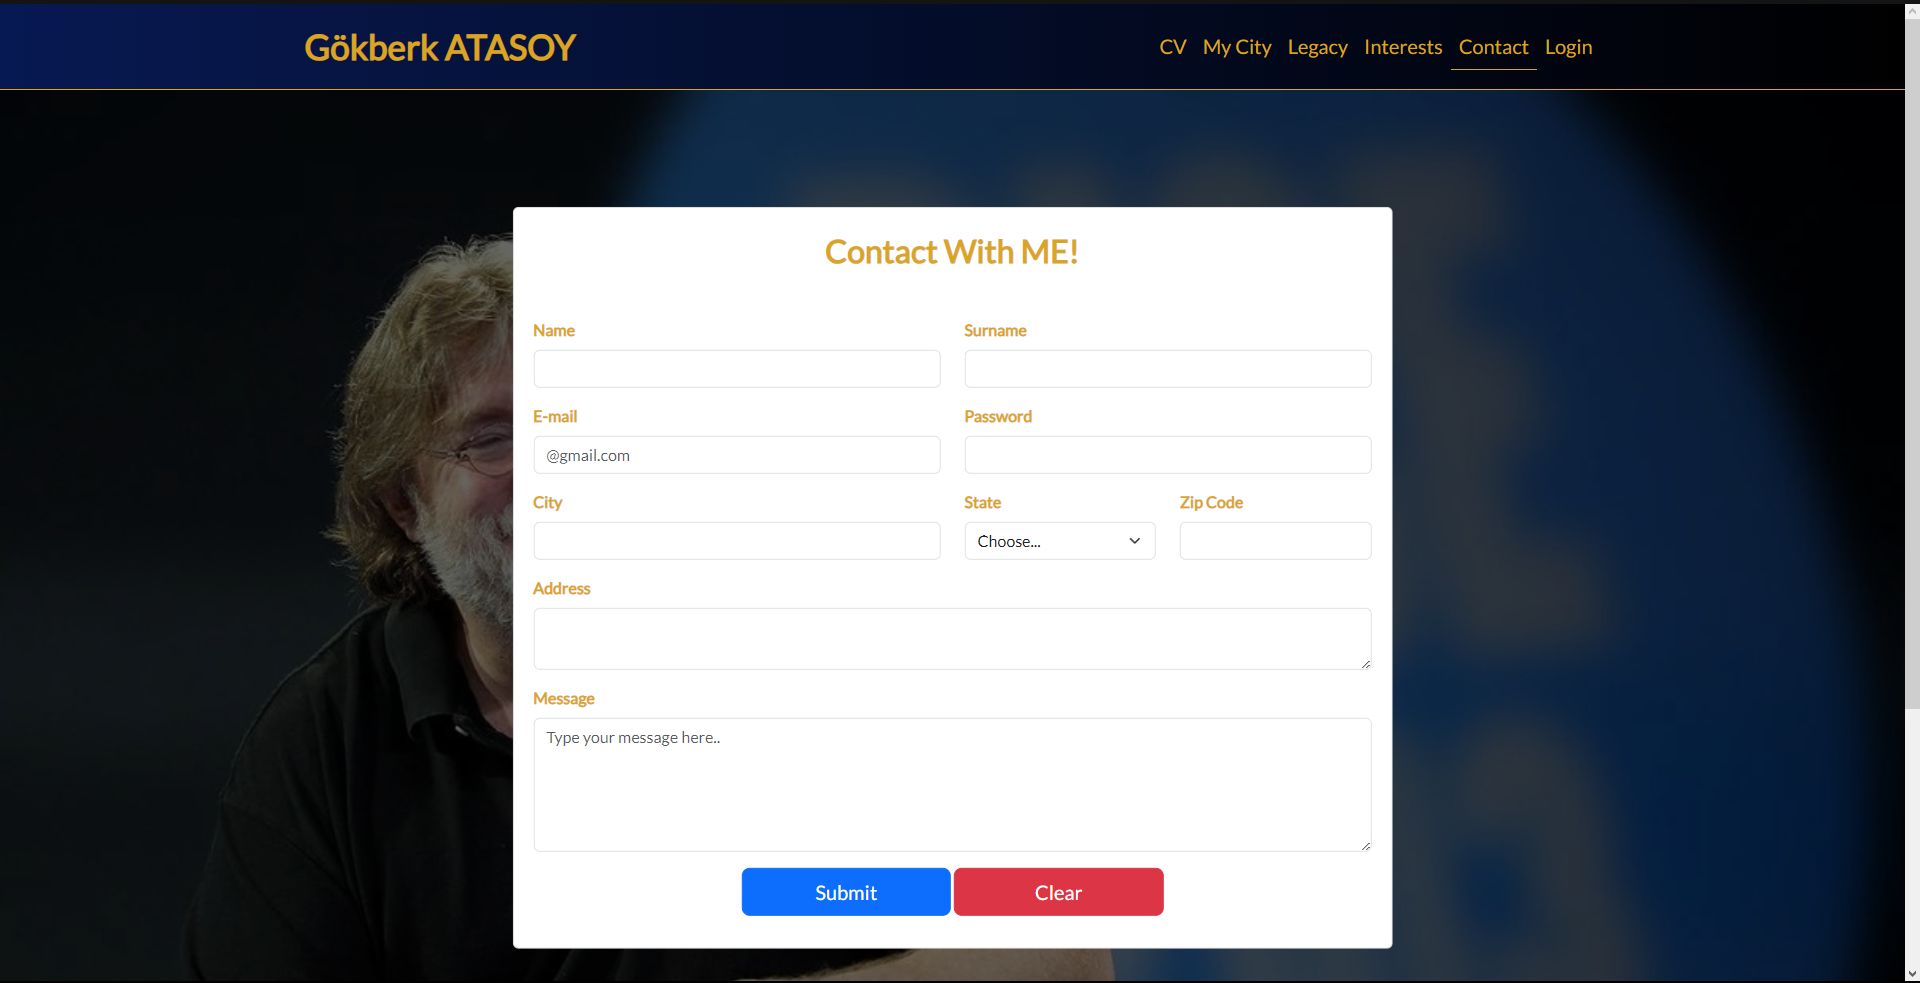 Gökberk ATASOY
CV My City Legacy Interests Contact Login
Contact With ME!
Name Surname
E-mail Password
@gmail.com
City State Zip Code
Choose...
Address
Message
Type your message here..
Submit Clear